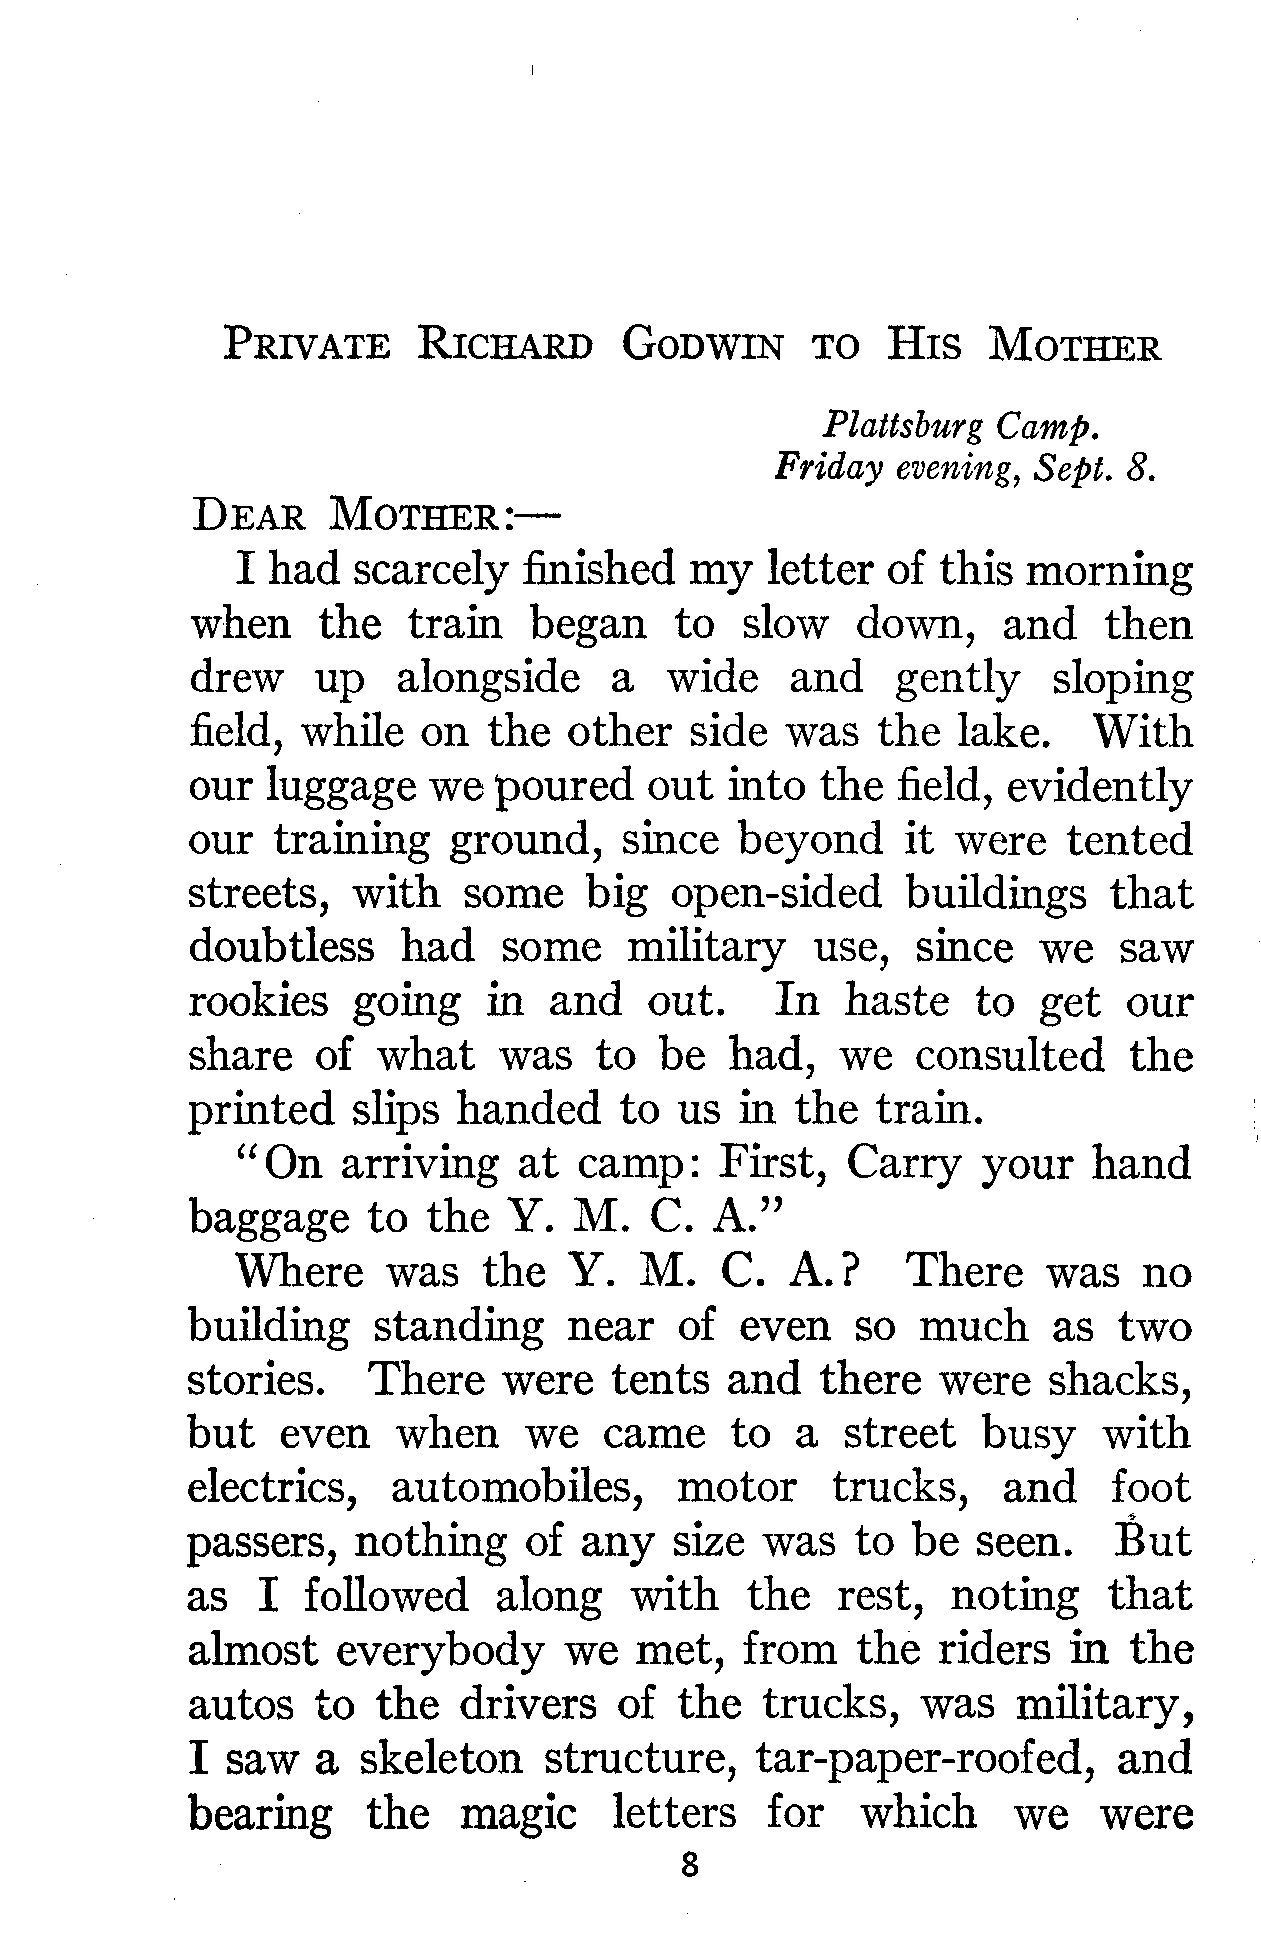 Private Richard Godwin to His Mother
Plattsburg Camp.
Friday evening, Sept. 8.
Dear Mother:—
I had scarcely finished my letter of this morning
when the train began to slow down, and then
drew up alongside a wide and gently sloping
field, while on the other side was the lake. With
our luggage we poured out into the field, evidently
our training ground, since beyond it were tented
streets, with some big open-sided buildings that
doubtless had some military use, since we saw
rookies going in and out. In haste to get our
share of what was to be had, we consulted the
printed slips handed to us in the train.
"On arriving at camp: First, Carry your hand
baggage to the Y. M. C. A."
Where was the Y. M. C. A.? There was no
building standing near of even so much as two
stories. There were tents and there were shacks,
but even when we came to a street busy with
electrics, automobiles, motor trucks, and foot
passers, nothing of any size was to be seen. But
as I followed along with the rest, noting that
almost everybody we met, from the riders in the
autos to the drivers of the trucks, was military,
I saw a skeleton structure, tar-paper-roofed, and
bearing the magic letters for which we were
8